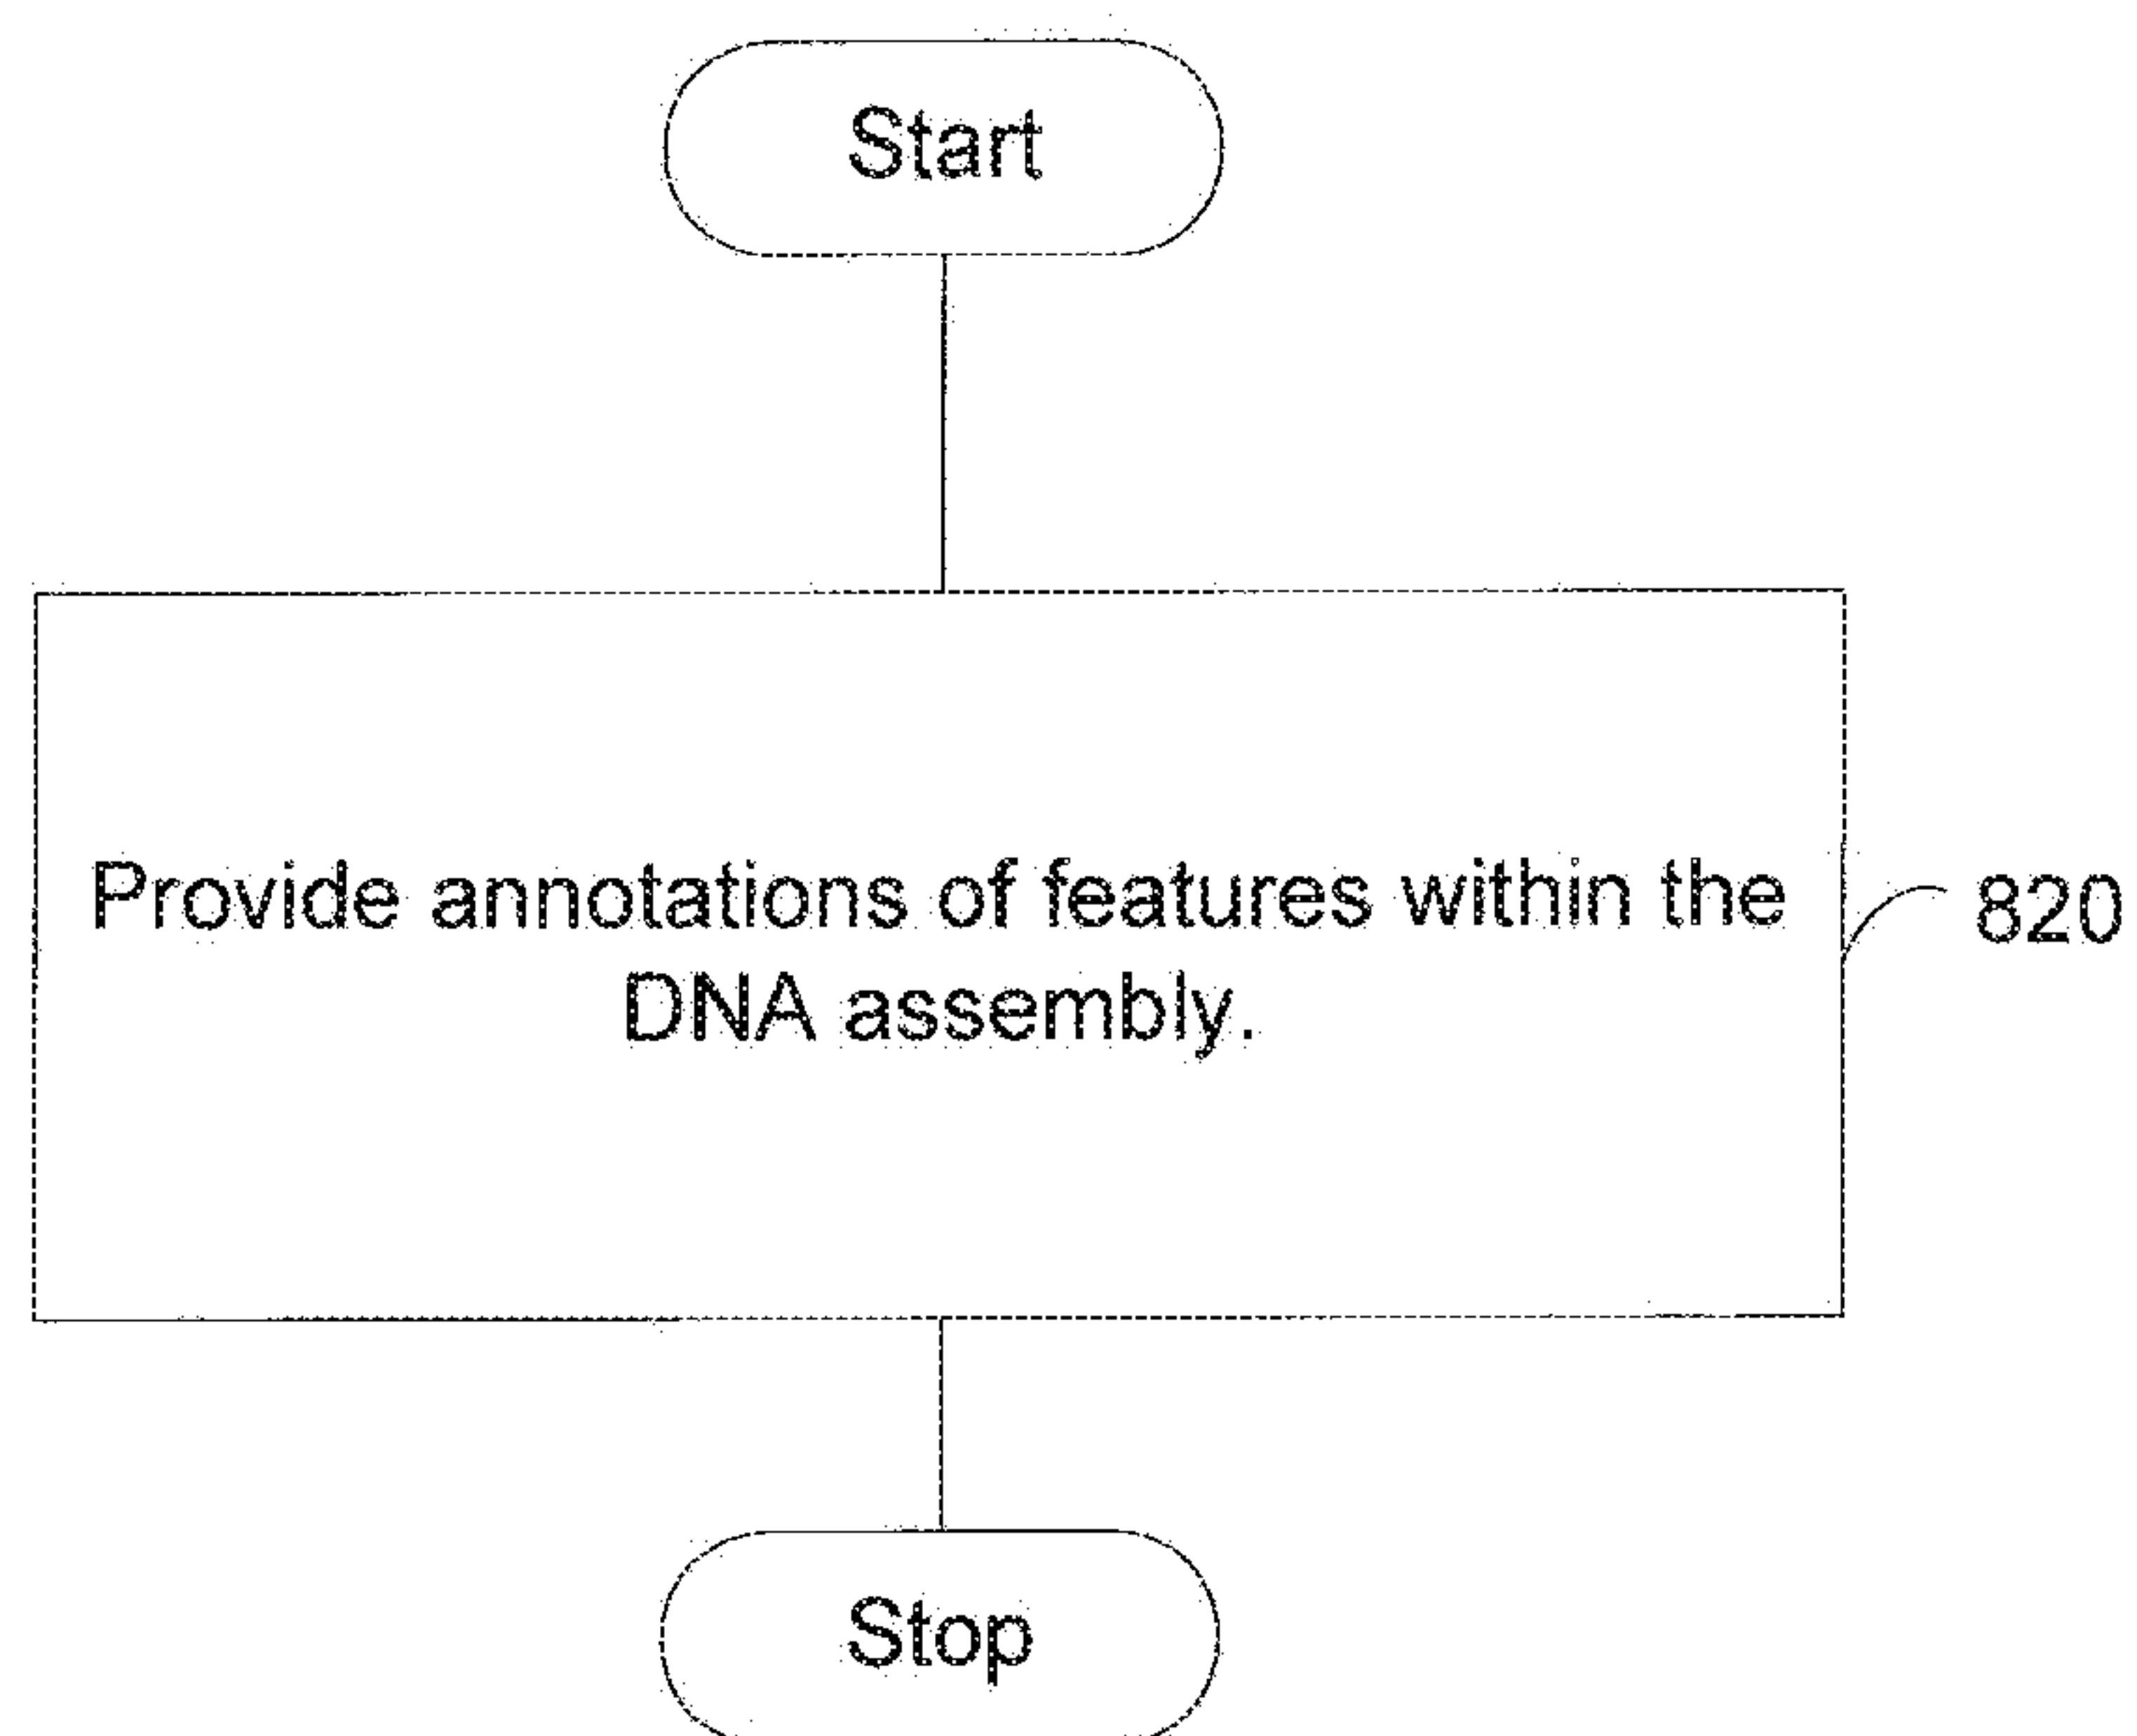 Start
Provide annotations of features within the
DNA assembly.
820
Stop